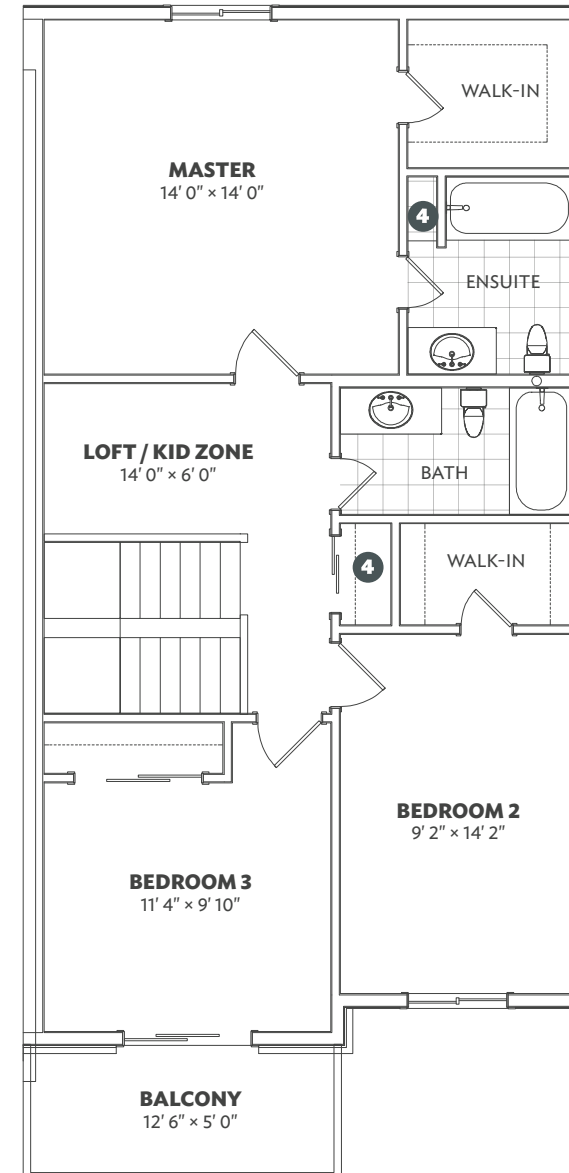 WALK-IN
MASTER
14' 0" × 14' 0"
4
ENSUITE
LOFT / KID ZONE
14' 0" × 6' 0"
BATH
4
WALK-IN
BEDROOM 2
9' 2" × 14' 2"
BEDROOM 3
11' 4" × 9' 10"
BALCONY
12' 6" × 5' 0"